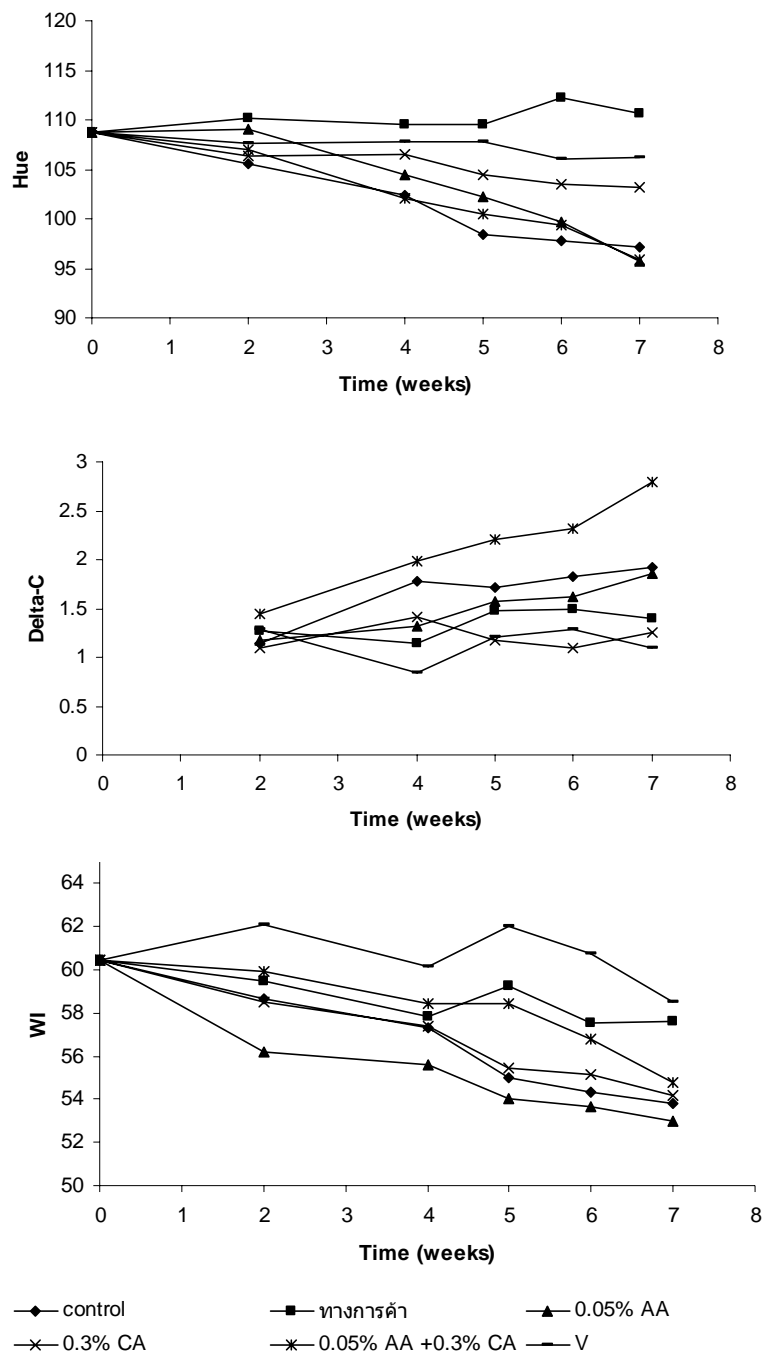 120
115
110
105
100
95
90
Hue
0 1 2 3 4 5 6 7 8
Time (weeks)
3
2.5
2
1.5
1
0.5
0
Delta-C
0 1 2 3 4 5 6 7 8
Time (weeks)
64
62
60
58
56
54
52
50
WI
0 1 2 3 4 5 6 7 8
Time (weeks)
control ทางการค้า 0.05% AA
0.3% CA 0.05% AA +0.3% CA V